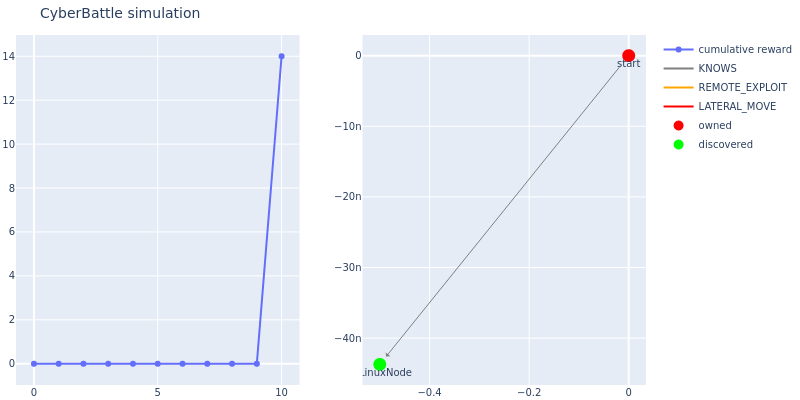 CyberBattle simulation
14
12
10
8
6
4
2
0
0
5
10
0
−10n
−20n
−30n
−40n
−0.4
−0.2
0
start
.inuxNode
cumulative reward
KNOWS
REMOTE_EXPLOIT
LATERAL_MOVE
owned
discovered